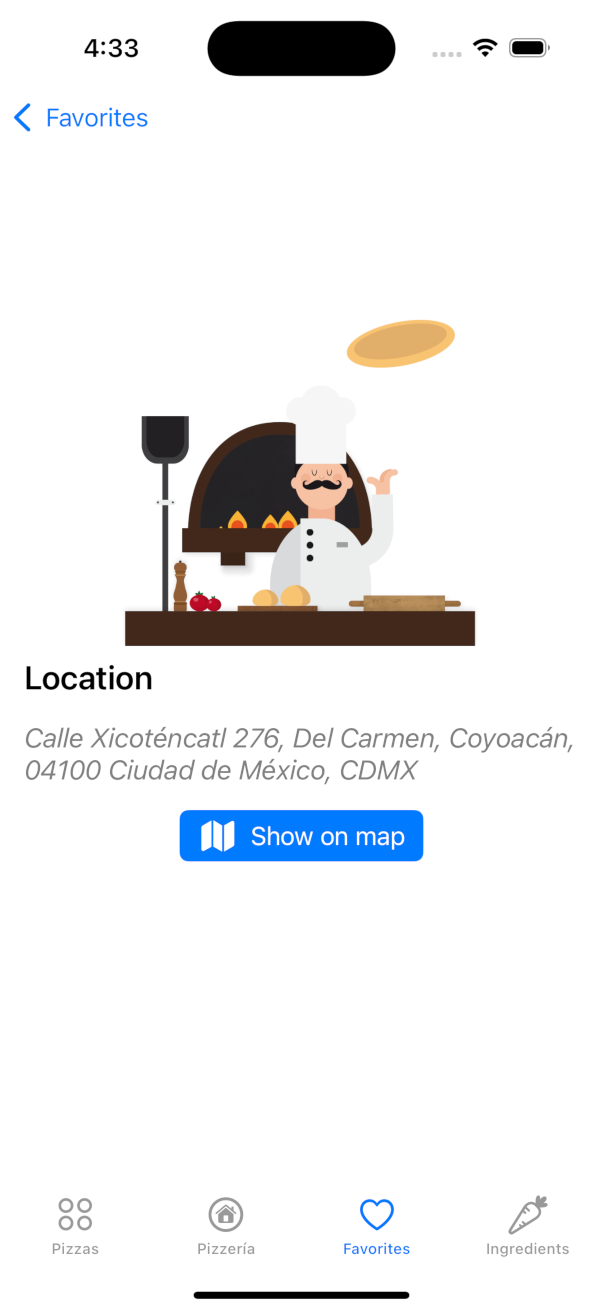 4:33
Favorites
Location
Calle Xicoténcatl 276, Del Carmen, Coyoacán,
04100 Ciudad de México, CDMX
Show on map
Pizzas
Pizzería
Favorites
Ingredients